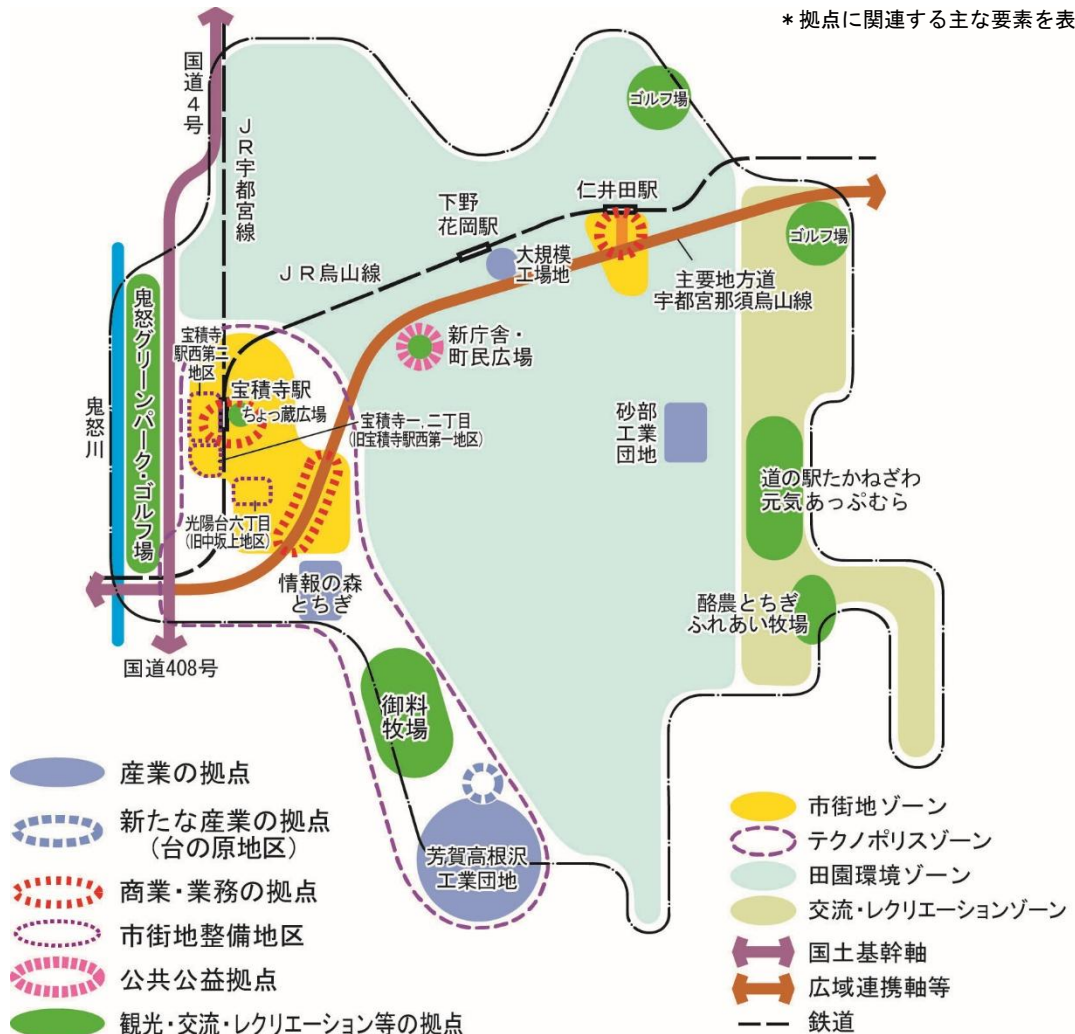 *拠点に関連する主な要素を表
国道4号
JR宇都宮線
ゴルフ場
仁井田駅
下野
花岡駅
大規模
工場地
JR烏山線
主要地方道
宇都宮那須烏山線
ゴルフ場
鬼怒グリーンパーク・ゴルフ場
鬼怒川
宝積寺
駅西第二
地区
宝積寺駅
ちょっ蔵広場
新庁舎・
町民広場
宝積寺一,二丁目
(旧宝積寺駅西第一地区)
砂部
工業
団地
道の駅たかねざわ
元気あっぷむら
光陽台六丁目
(旧中坂上地区)
情報の森
とちぎ
酪農とちぎ
ふれあい牧場
国道408号
御料
牧場
芳賀高根沢
工業団地
産業の拠点
新たな産業の拠点
(台の原地区)
商業・業務の拠点
市街地整備地区
公共公益拠点
観光・交流・レクリエーション等の拠点
市街地ゾーン
テクノポリスゾーン
田園環境ゾーン
交流・レクリエーションゾーン
国土基幹軸
広域連携軸等
鉄道